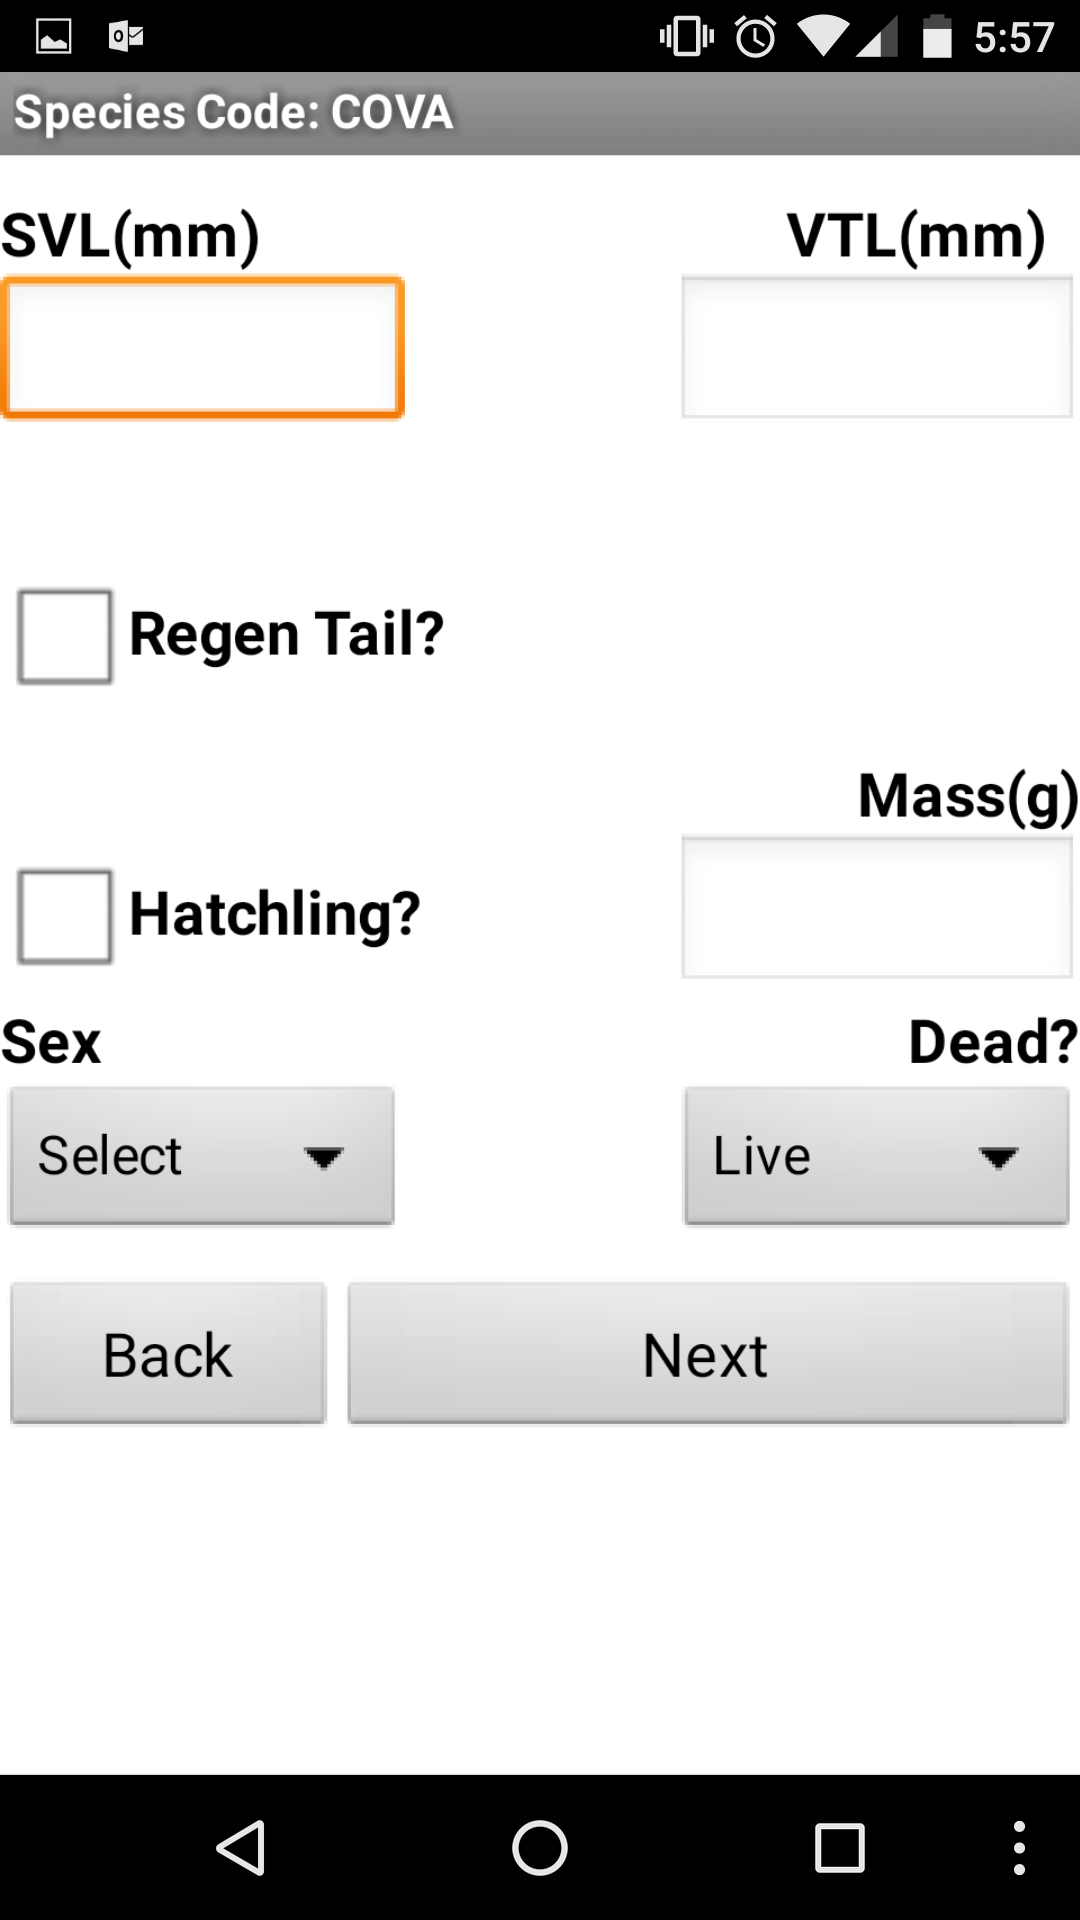 5:57
Species Code: COVA
SVL(mm) VTL(mm)
Regen Tail?
Mass(g)
Hatchling?
Sex Dead?
Select Live
Back Next